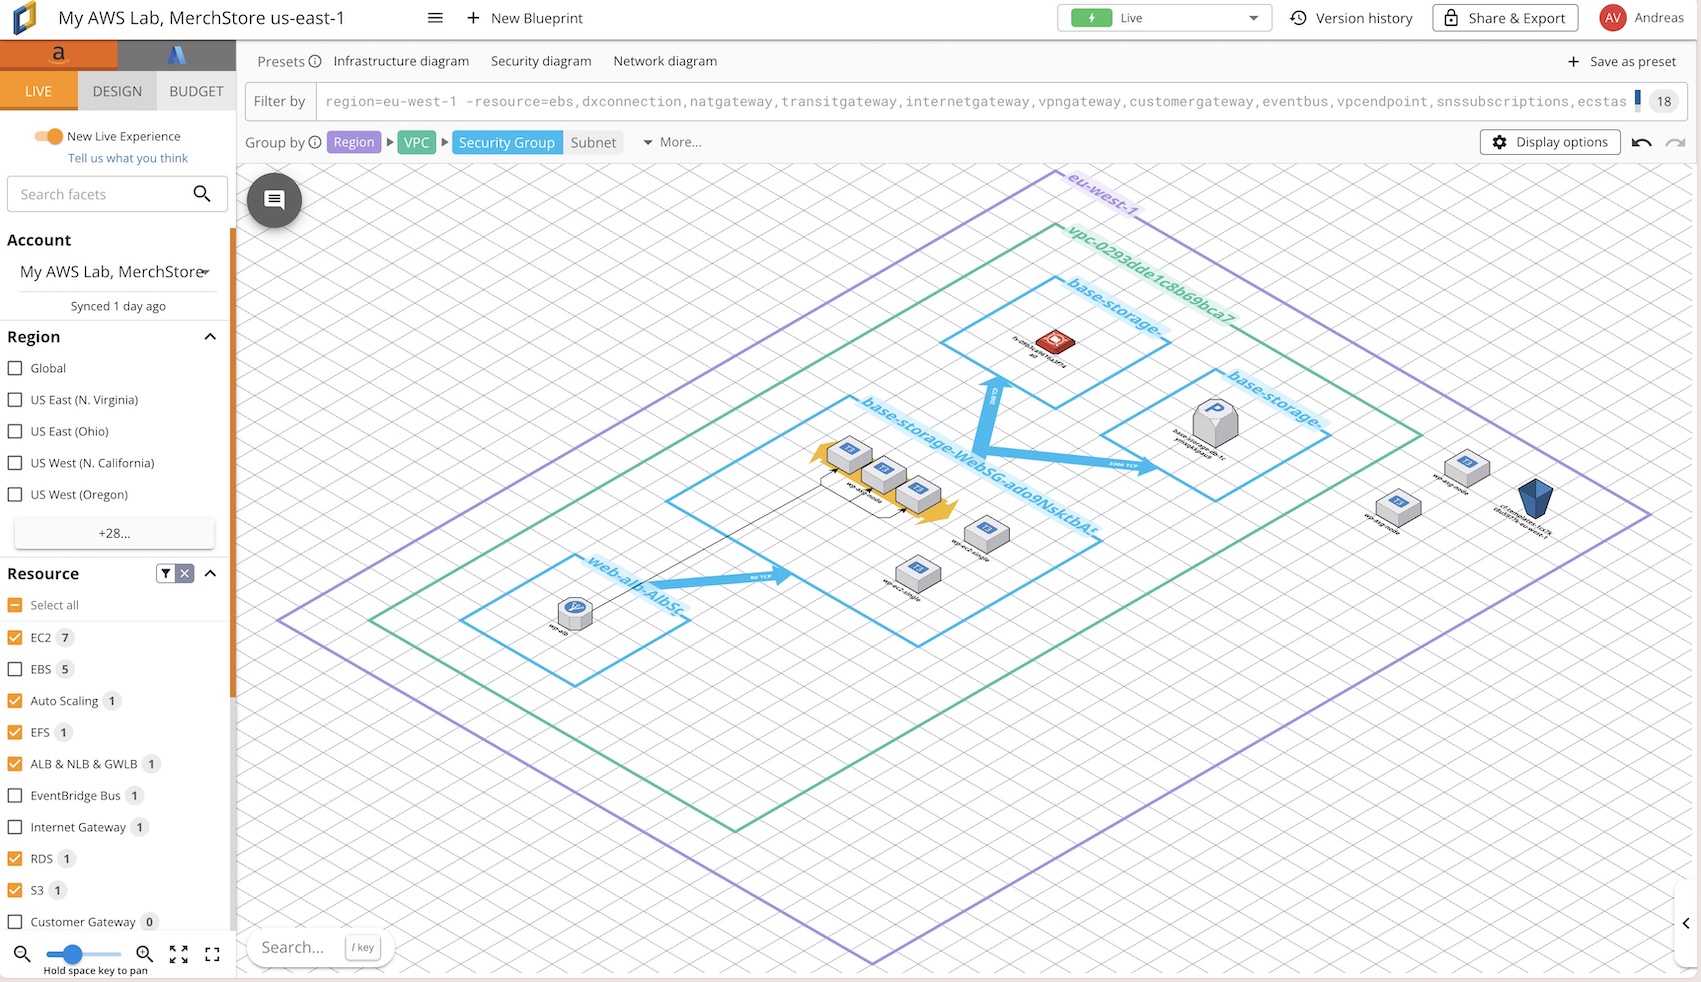 My AWS Lab, MerchStore us-east-1
+ New Blueprint
Live
Version history
Share & Export
AV
Andreas
a
LIVE
DESIGN
BUDGET
Presets
Infrastructure diagram
Security diagram
Network diagram
+ Save as preset
Filter by
region=eu-west-1 -resource=ebs,dxconnection,natgateway,transitgateway,internetgateway,vpngateway,customergateway,eventbus,vpcendpoint,snssubscriptions,ecstas
18
Group by
Region
VPC
Security Group
Subnet
More...
Display options
New Live Experience
Tell us what you think
Search facets
Account
My AWS Lab, MerchStore
Synced 1 day ago
Region
Global
US East (N. Virginia)
US East (Ohio)
US West (N. California)
US West (Oregon)
+28...
Resource
Select all
EC2 7
EBS 5
Auto Scaling 1
EFS 1
ALB & NLB & GWLB 1
EventBridge Bus 1
Internet Gateway 1
RDS 1
S3 1
Customer Gateway 0
Hold space key to pan
Search...
/ key
eu-west-1
vpc-0293dde1c8b69bca7
base-storage-
base-storage-
P
3306 TCP
base-storage-WebSG-ado9NsktbA
T3
T2
T3
wp-asg-node
T2
wp-ec2-single
T3
wp-ec2-single
web-alb-AlbSg
80 TCP
wp-alb
T3
wp-asg-node
T2
wp-asg-node